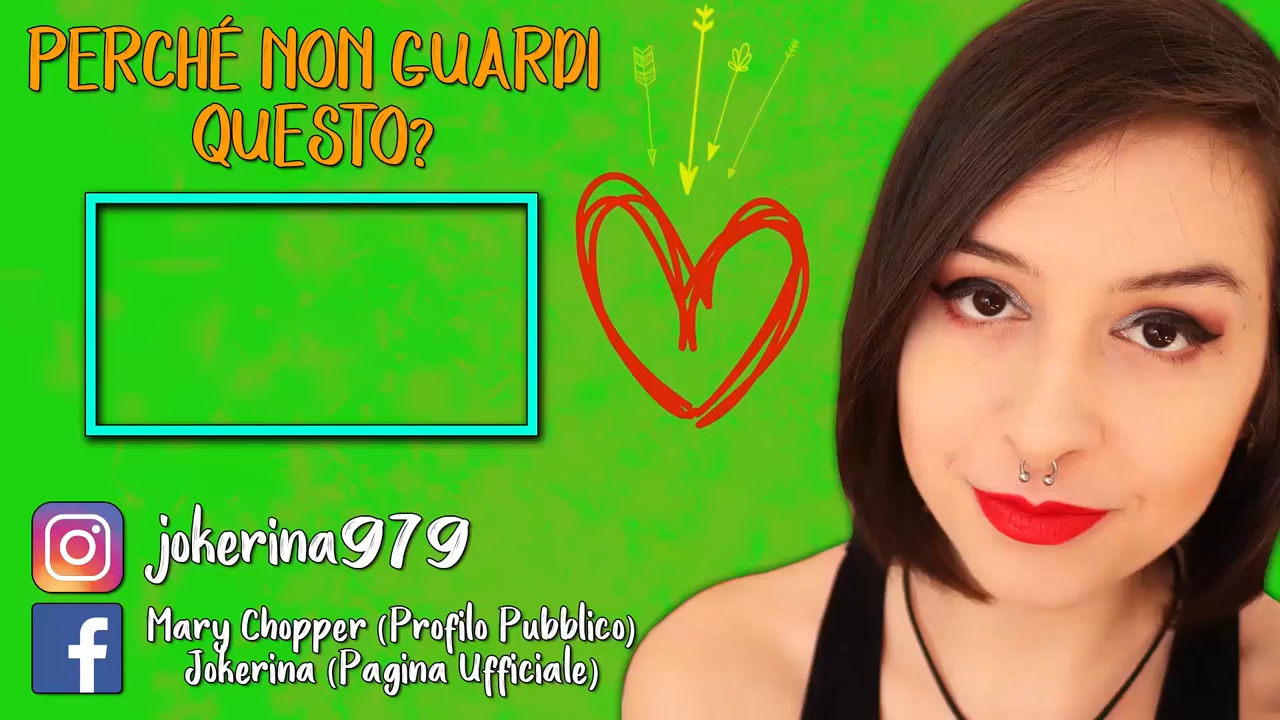 PERCHÉ NON GUARDI
QUESTO?
jokerina979
Mary Chopper (Profilo Pubblico)
Jokerina (Pagina Ufficiale)